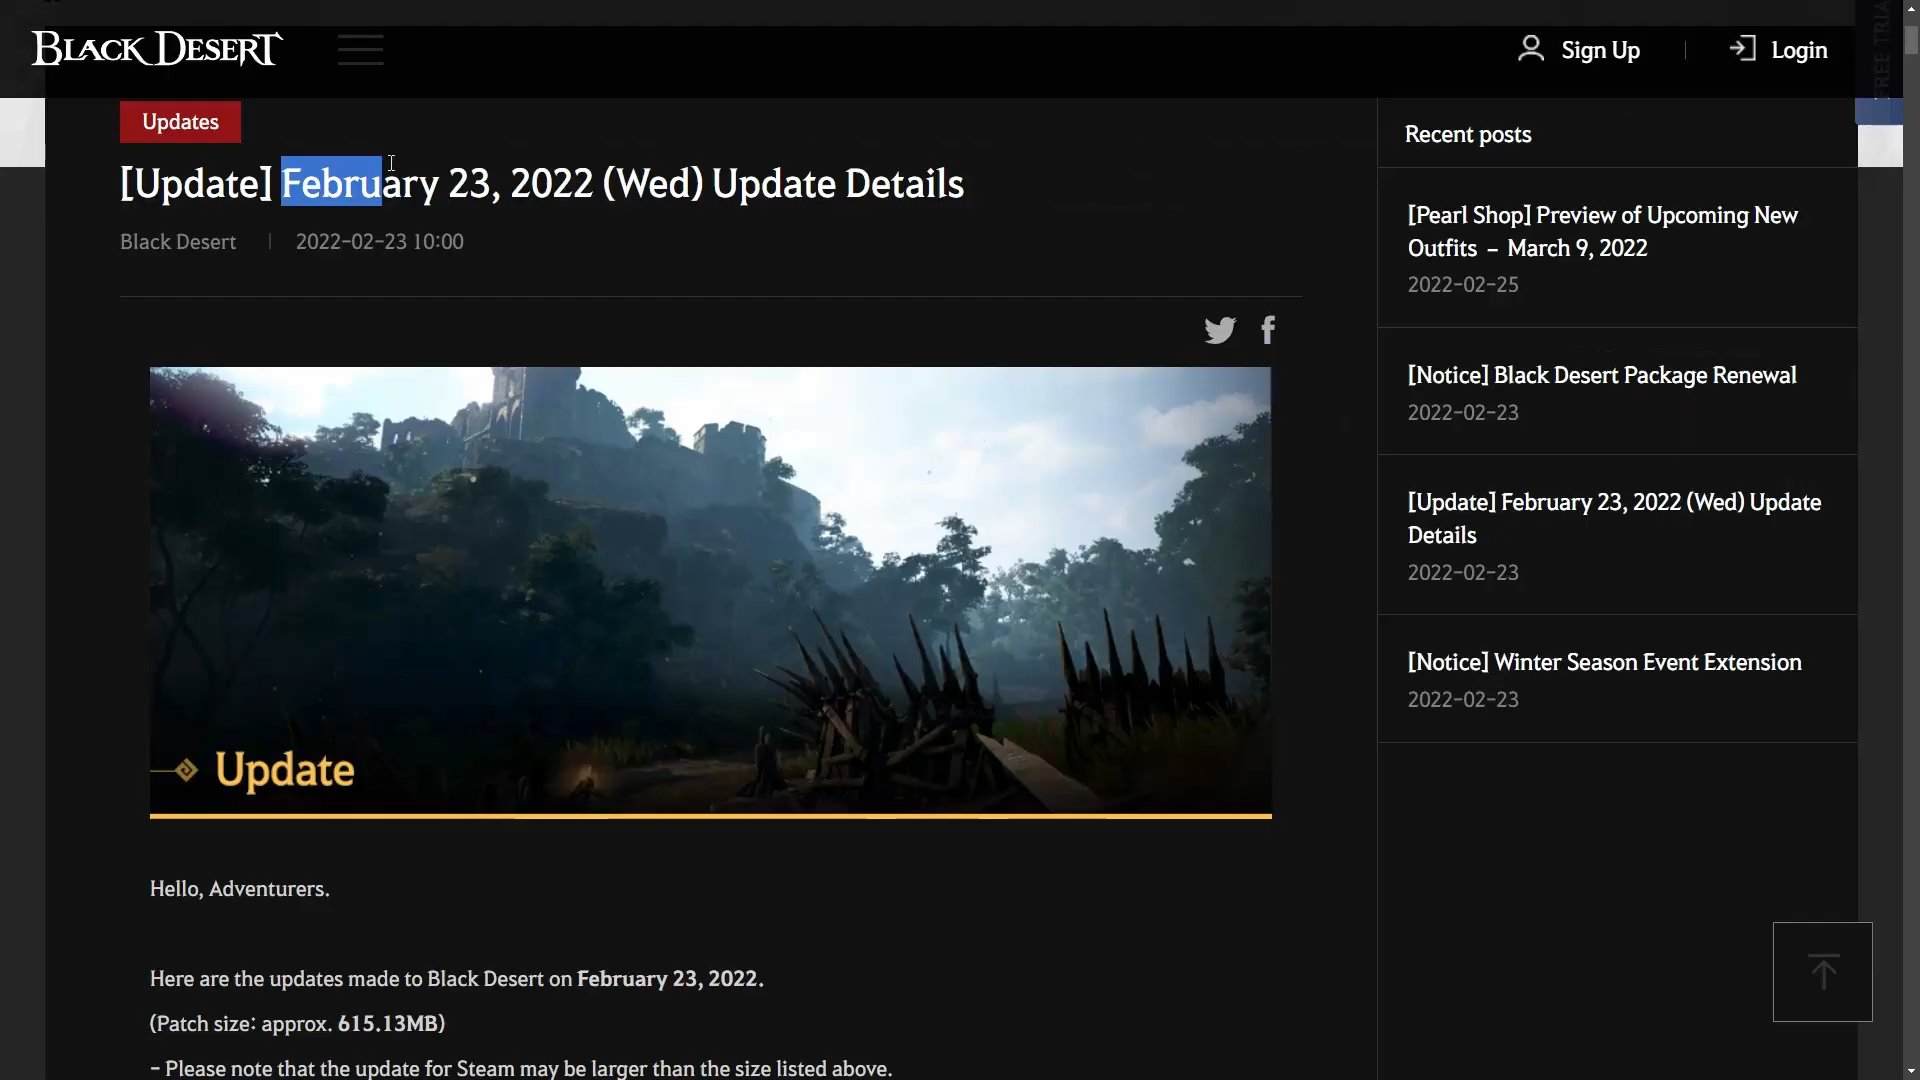 BLACK DESERT
Sign Up
Login
FREE TRIA
Updates
[Update] February 23, 2022 (Wed) Update Details
Black Desert
2022-02-23 10:00
Update
Hello, Adventurers.
Here are the updates made to Black Desert on February 23, 2022.
(Patch size: approx. 615.13MB)
- Please note that the update for Steam may be larger than the size listed above.
Recent posts
[Pearl Shop] Preview of Upcoming New
Outfits – March 9, 2022
2022-02-25
[Notice] Black Desert Package Renewal
2022-02-23
[Update] February 23, 2022 (Wed) Update
Details
2022-02-23
[Notice] Winter Season Event Extension
2022-02-23